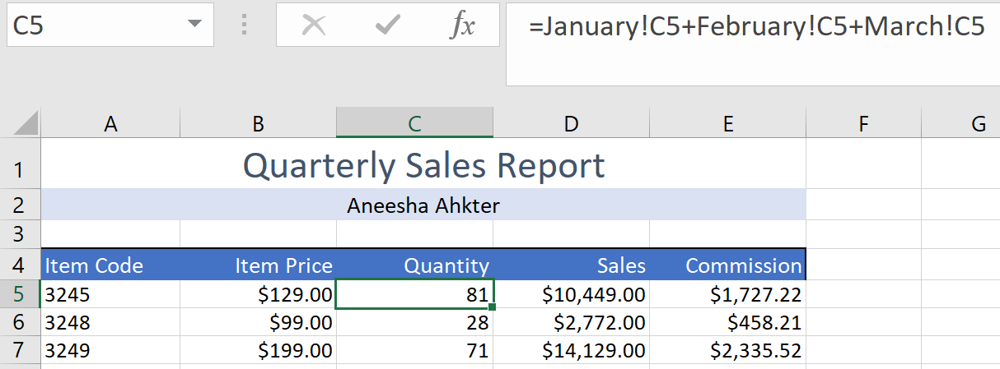 C5 fx =January!C5+February!C5+March!C5
A B C D E F G
1 Quarterly Sales Report
2 Aneesha Ahkter
3
4 Item Code Item Price Quantity Sales Commission
5 3245 $129.00 81 $10,449.00 $1,727.22
6 3248 $99.00 28 $2,772.00 $458.21
7 3249 $199.00 71 $14,129.00 $2,335.52